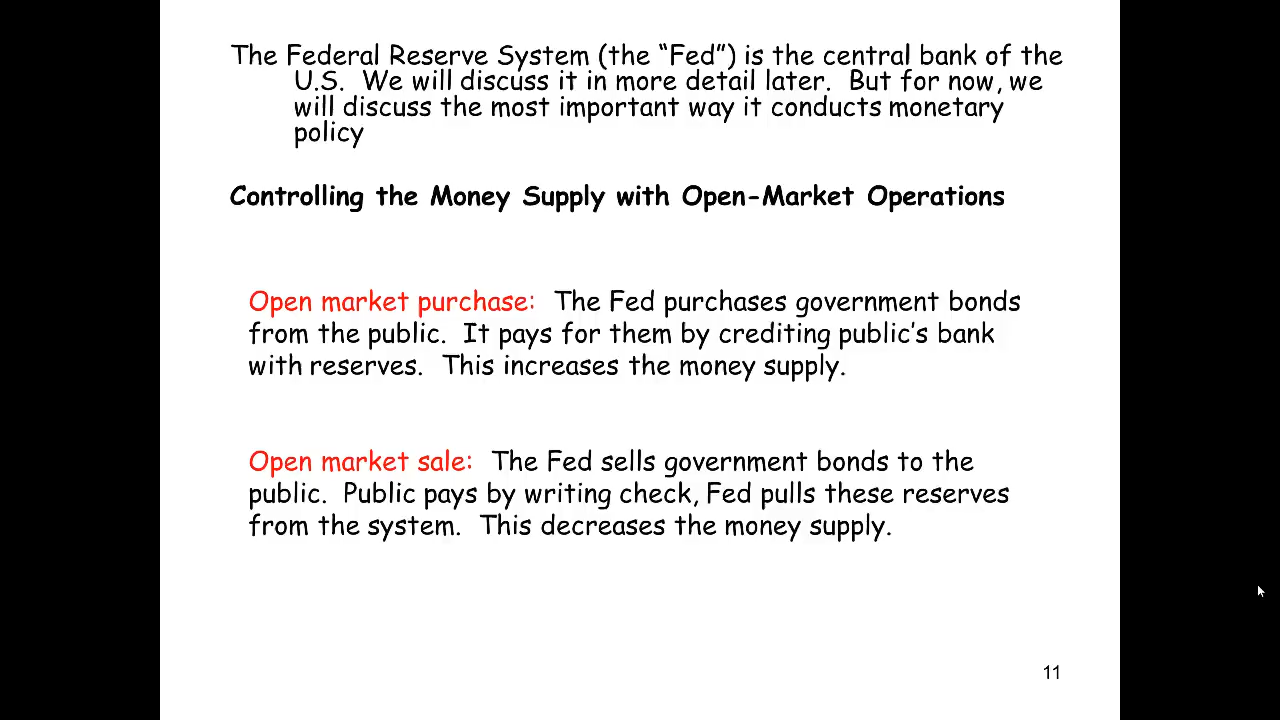 The Federal Reserve System (the “Fed”) is the central bank of the
U.S.  We will discuss it in more detail later.  But for now, we
will discuss the most important way it conducts monetary
policy
Controlling the Money Supply with Open-Market Operations
Open market purchase:  The Fed purchases government bonds
from the public.  It pays for them by crediting public’s bank
with reserves.  This increases the money supply.
Open market sale:  The Fed sells government bonds to the
public.  Public pays by writing check, Fed pulls these reserves
from the system.  This decreases the money supply.
11